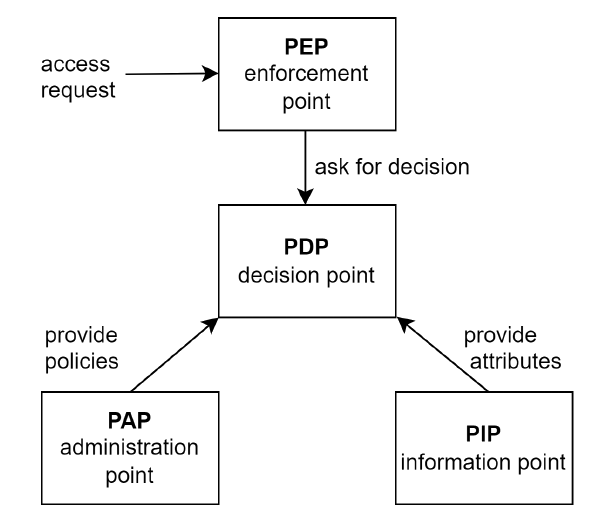 PEP
enforcement
point
access
request
ask for decision
PDP
decision point
provide
policies
provide
attributes
PAP
administration
point
PIP
information point